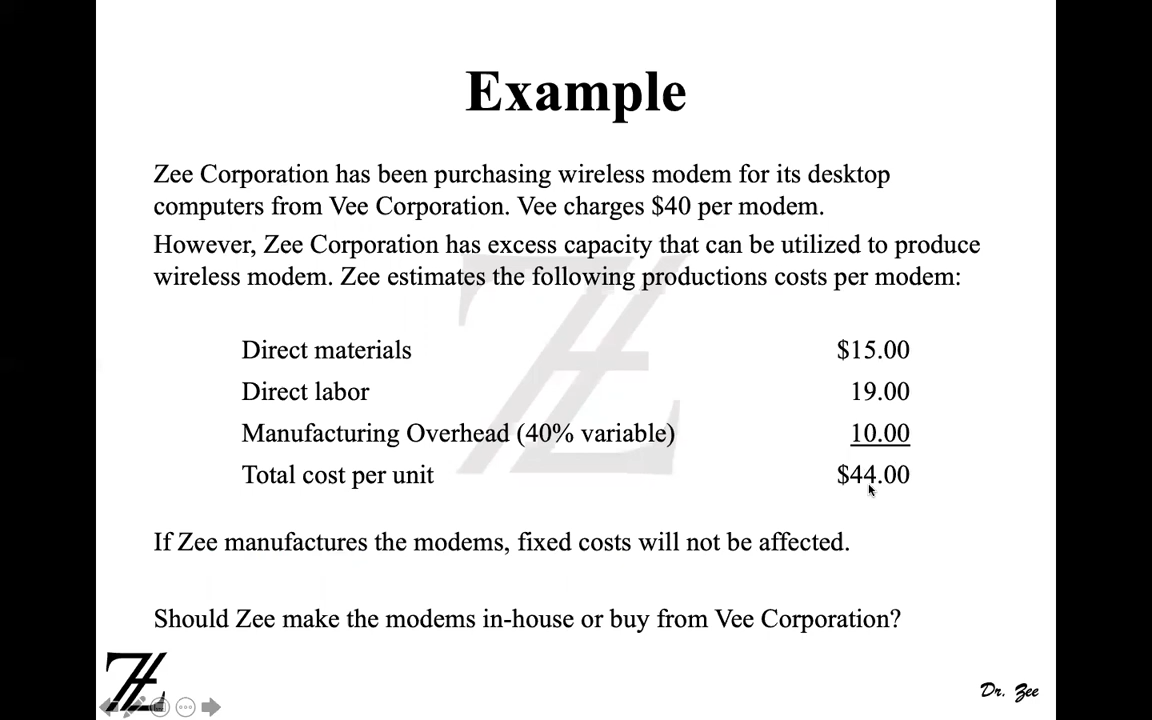 Example
Zee Corporation has been purchasing wireless modem for its desktop
computers from Vee Corporation. Vee charges $40 per modem.
However, Zee Corporation has excess capacity that can be utilized to produce
wireless modem. Zee estimates the following productions costs per modem:
Direct materials $15.00
Direct labor 19.00
Manufacturing Overhead (40% variable) 10.00
Total cost per unit $44.00
If Zee manufactures the modems, fixed costs will not be affected.
Should Zee make the modems in-house or buy from Vee Corporation?
Dr. Zee